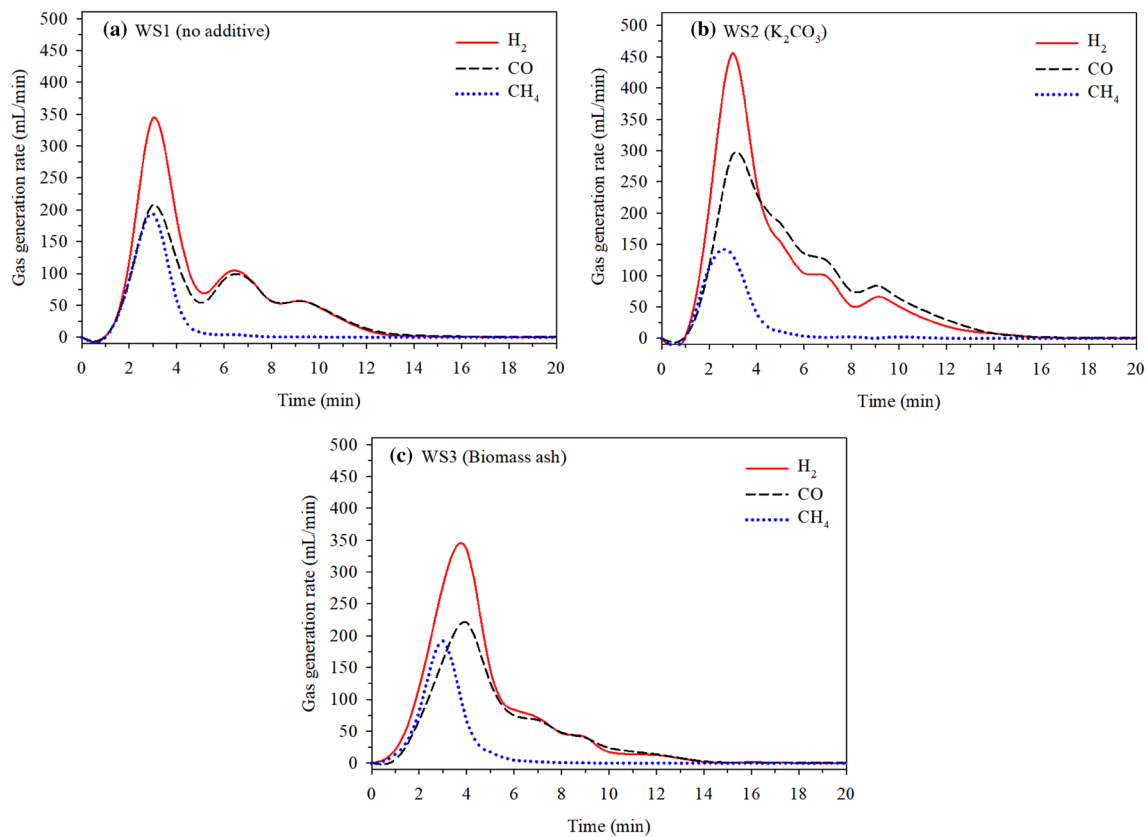 (a) WS1 (no additive)
H₂
CO
CH₄
Gas generation rate (mL/min)
500
450
400
350
300
250
200
150
100
50
0
0 2 4 6 8 10 12 14 16 18 20
Time (min)
(b) WS2 (K₂CO₃)
H₂
CO
CH₄
Gas generation rate (mL/min)
500
450
400
350
300
250
200
150
100
50
0
0 2 4 6 8 10 12 14 16 18 20
Time (min)
(c) WS3 (Biomass ash)
H₂
CO
CH₄
Gas generation rate (mL/min)
500
450
400
350
300
250
200
150
100
50
0
0 2 4 6 8 10 12 14 16 18 20
Time (min)